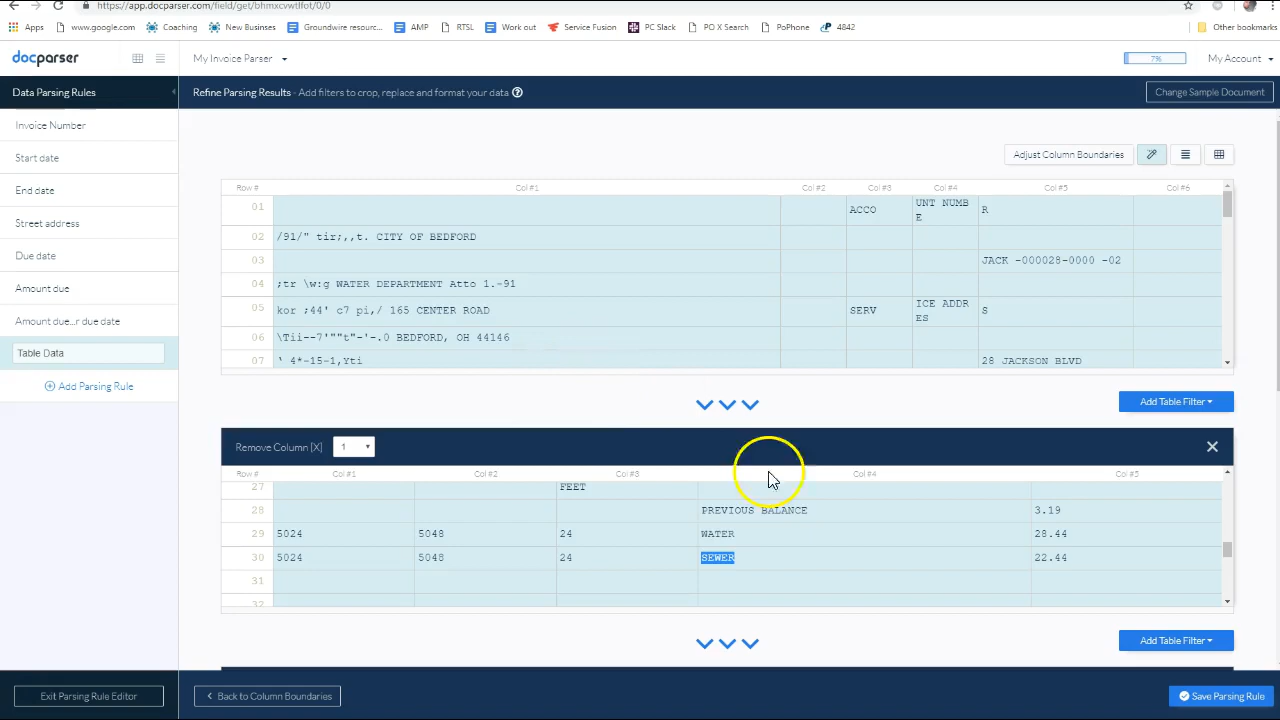 https://app.docparser.com/field/get/bhmxcvwtlfot/0/0
Apps www.google.com Coaching New Businses Groundwire resourc... AMP RTSL Work out Service Fusion PC Slack PO X Search PoPhone 4842 Other bookmarks
docparser My Invoice Parser 7% My Account
Data Parsing Rules Refine Parsing Results - Add filters to crop, replace and format your data Change Sample Document
Invoice Number
Start date
End date
Street address
Due date
Amount due
Amount due...r due date
Table Data
Add Parsing Rule
Adjust Column Boundaries
Row # Col #1 Col #2 Col #3 Col #4 Col #5 Col #6
01 ACCO UNT NUMB R
E
02 /91/" tir;,,t. CITY OF BEDFORD
03 JACK -000028-0000 -02
04 ;tr \w:g WATER DEPARTMENT Atto 1.-91
05 kor ;44' c7 pi,/ 165 CENTER ROAD SERV ICE ADDR S
ES
06 \Tii--7'""t"-'-.0 BEDFORD, OH 44146
07 ‘ 4*-15-1,Yti 28 JACKSON BLVD
Add Table Filter
Remove Column [X] 1
Row # Col #1 Col #2 Col #3 Col #4 Col #5
27 FEET
28 PREVIOUS BALANCE 3.19
29 5024 5048 24 WATER 28.44
30 5024 5048 24 SEWER 22.44
31
32
Add Table Filter
Exit Parsing Rule Editor Back to Column Boundaries Save Parsing Rule